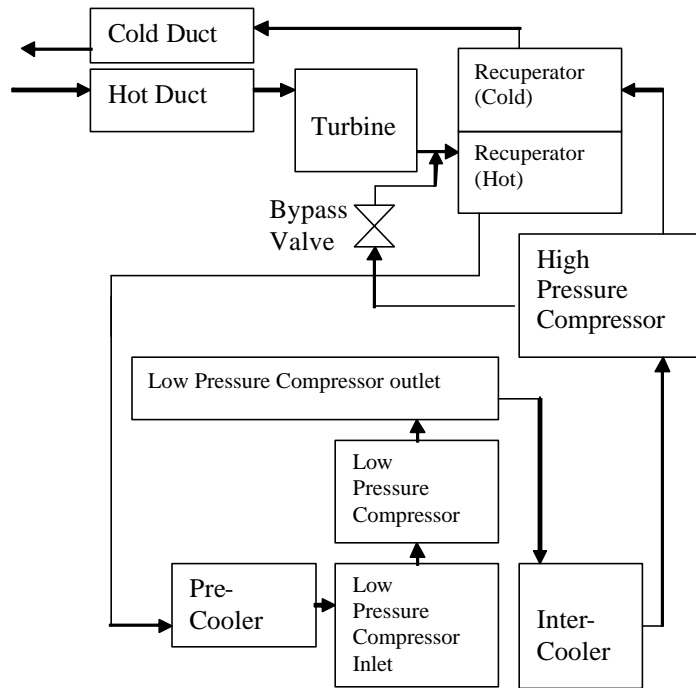 Cold Duct
Hot Duct
Turbine
Recuperator
(Cold)
Recuperator
(Hot)
Bypass
Valve
High
Pressure
Compressor
Low Pressure Compressor outlet
Low
Pressure
Compressor
Pre-
Cooler
Low
Pressure
Compressor
Inlet
Inter-
Cooler